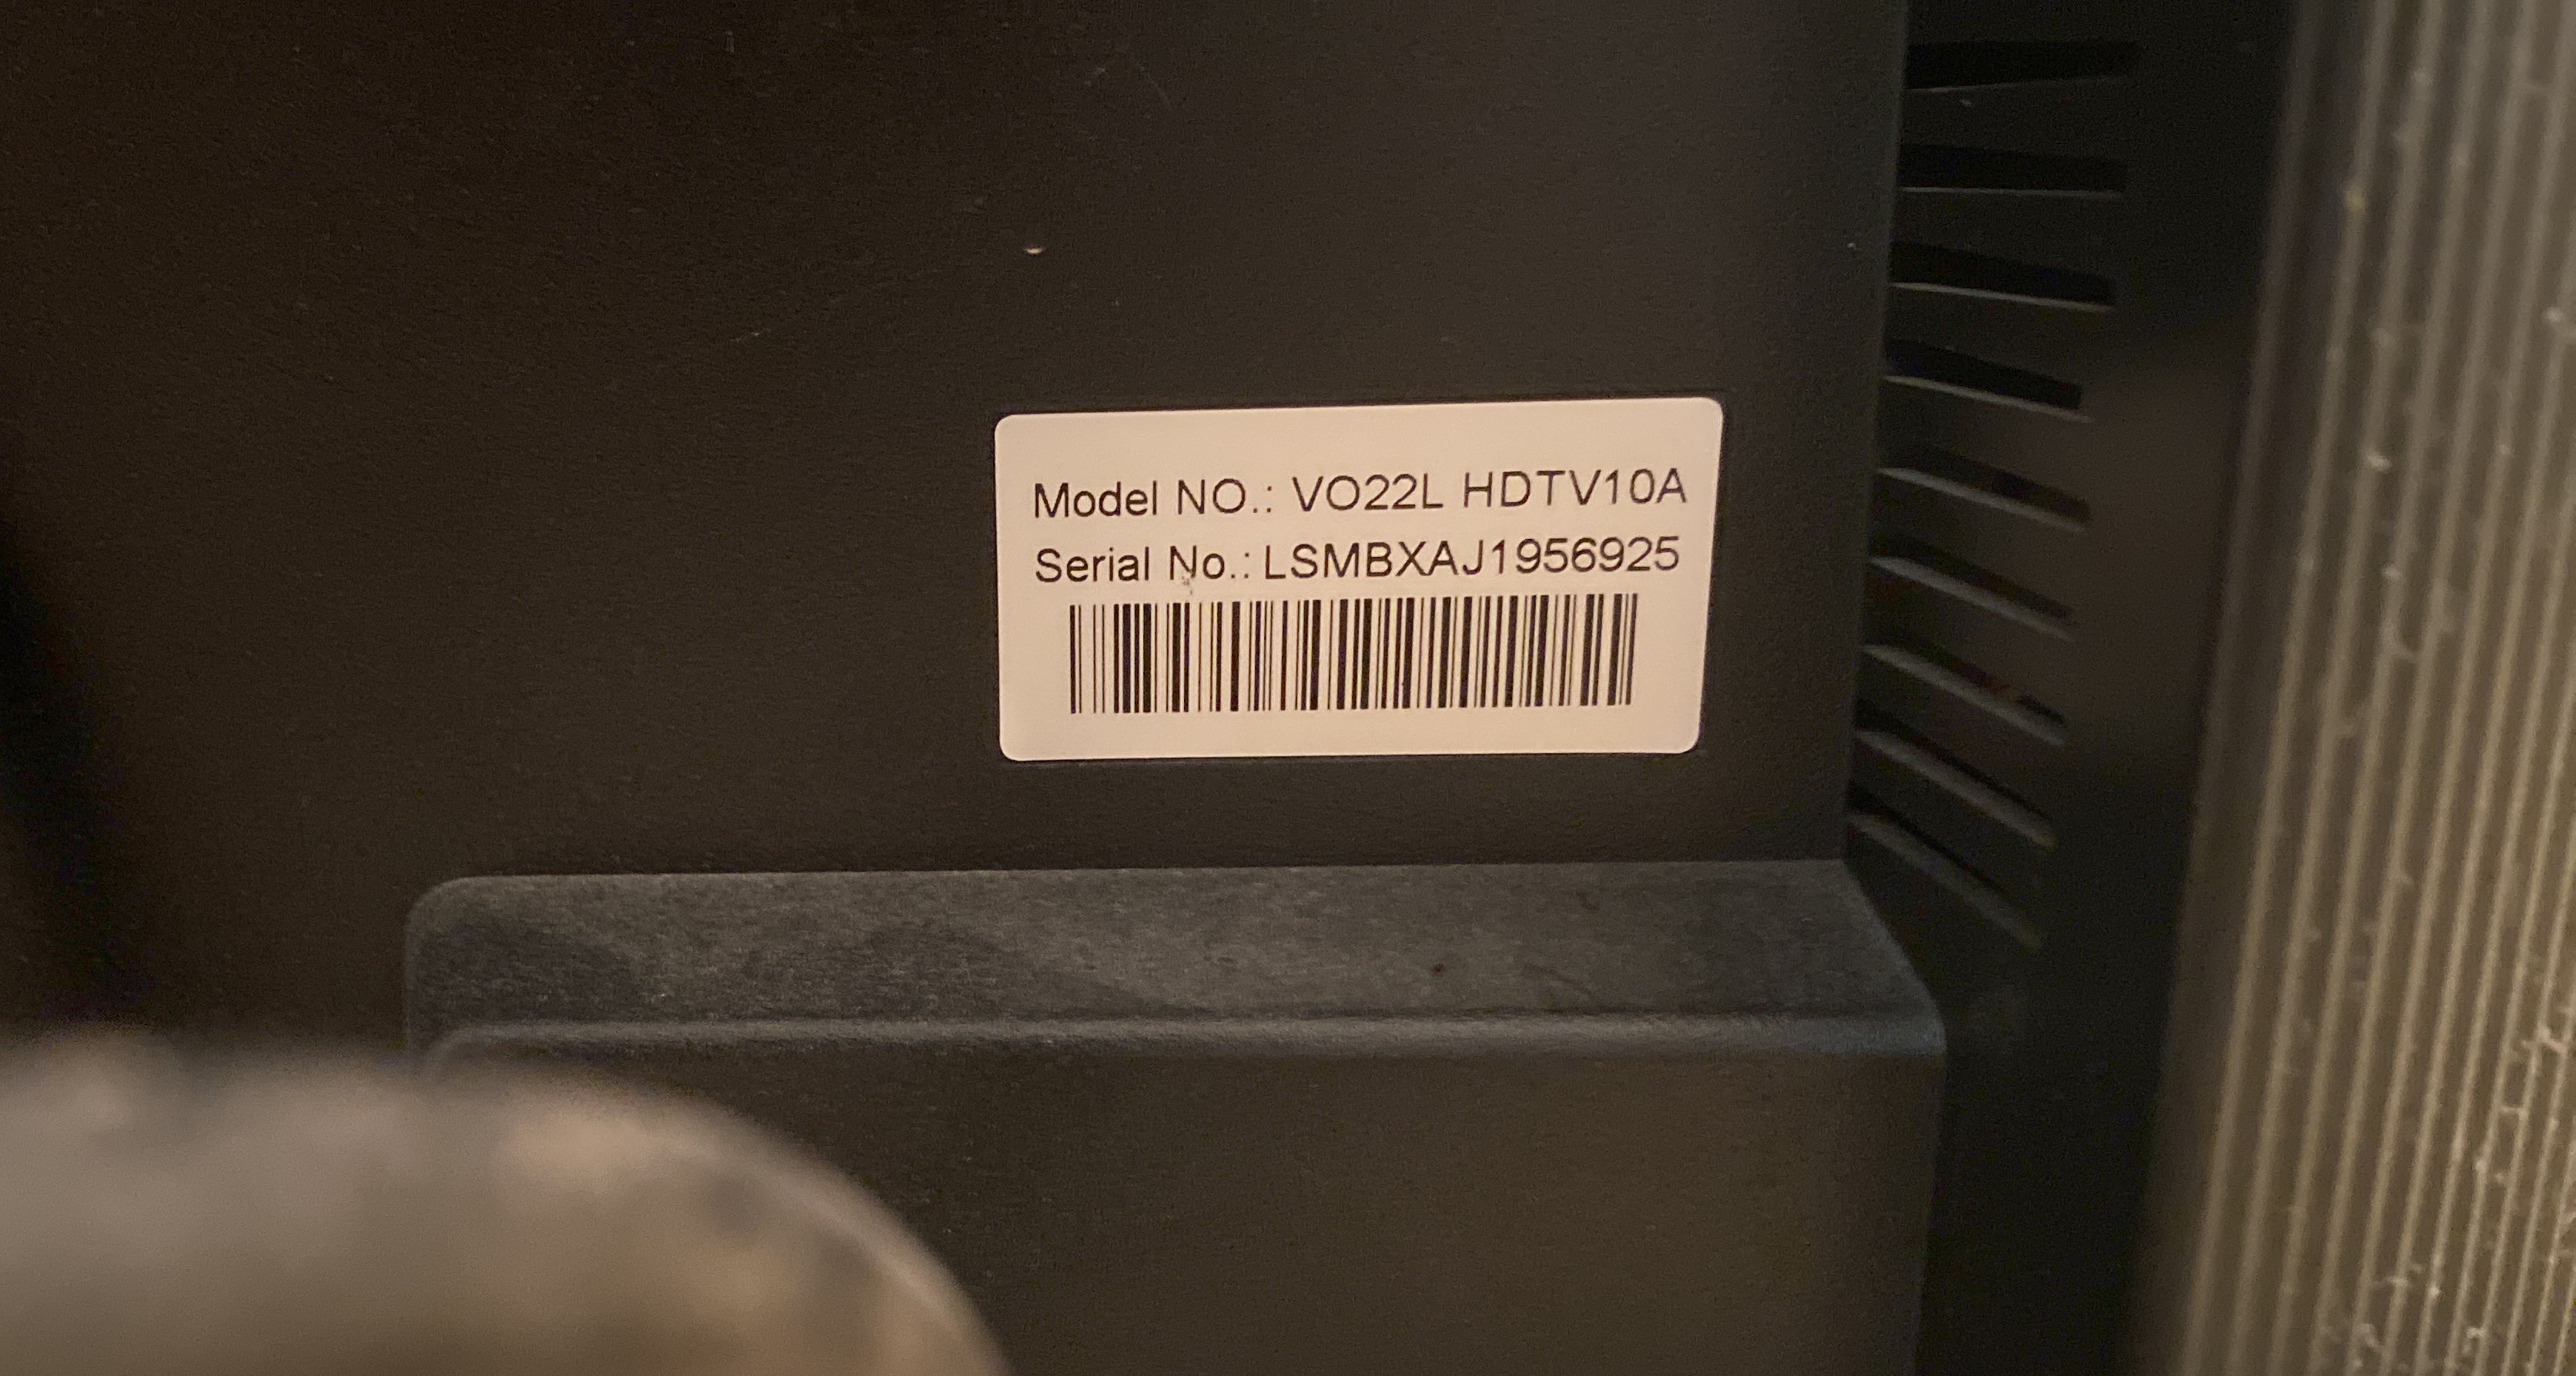 Model NO.: VO22L HDTV10A
Serial No.: LSMBXAJ1956925